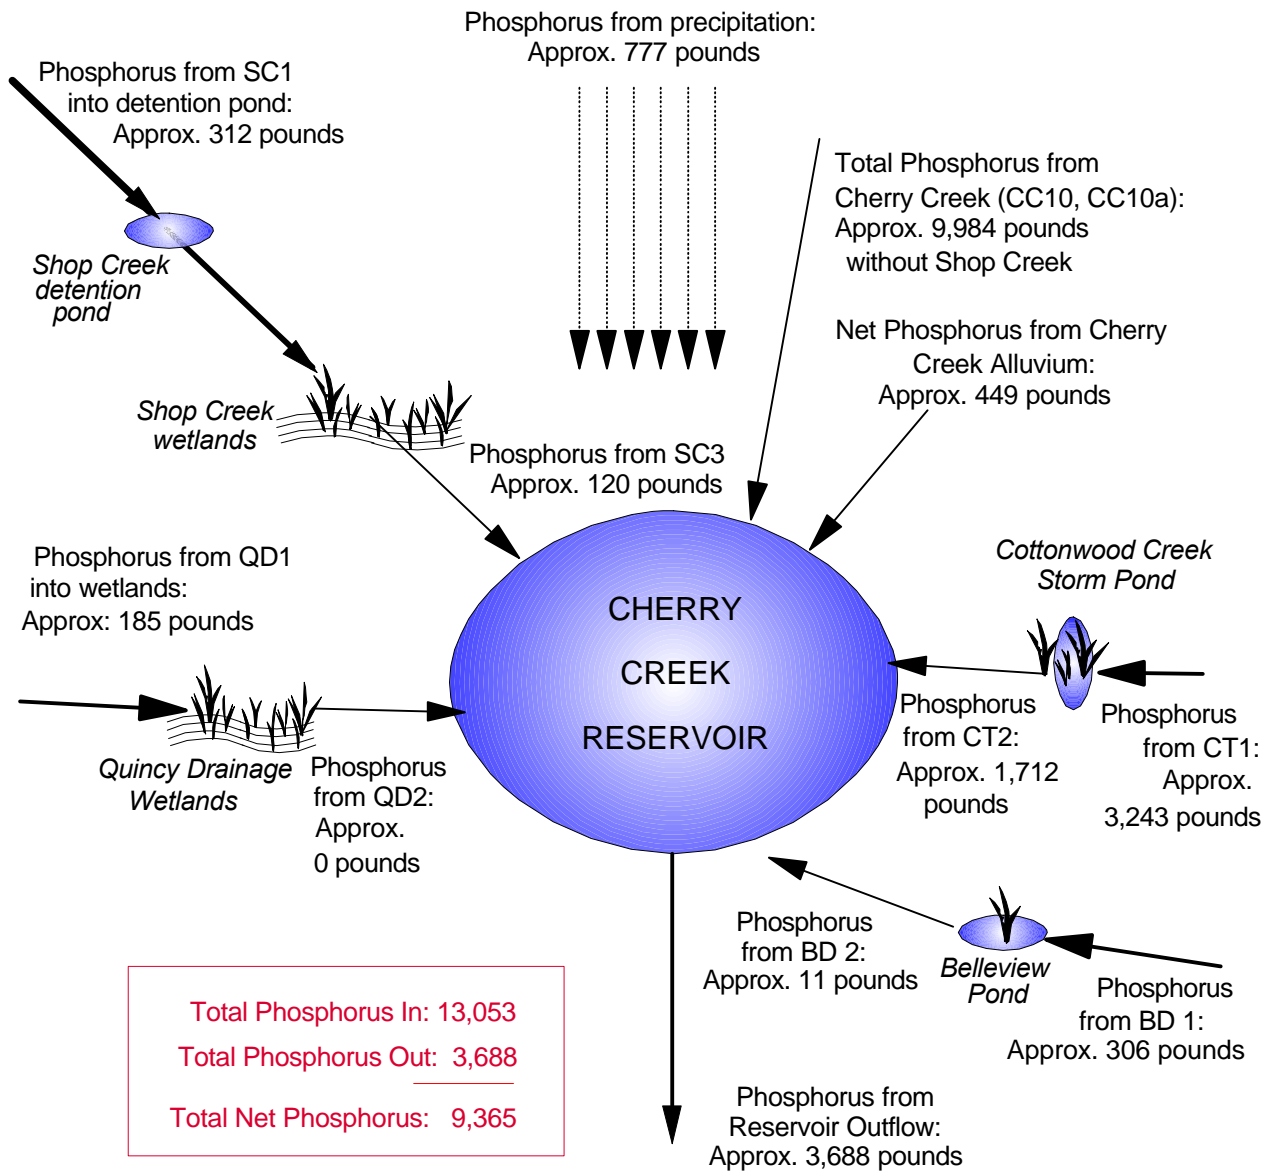 Phosphorus from precipitation:
Approx. 777 pounds
Phosphorus from SC1
into detention pond:
Approx. 312 pounds
Total Phosphorus from
Cherry Creek (CC10, CC10a):
Approx. 9,984 pounds
without Shop Creek
Shop Creek
detention
pond
Net Phosphorus from Cherry
Creek Alluvium:
Approx. 449 pounds
Shop Creek
wetlands
Phosphorus from SC3
Approx. 120 pounds
Phosphorus from QD1
into wetlands:
Approx: 185 pounds
Cottonwood Creek
Storm Pond
CHERRY
CREEK
RESERVOIR
Quincy Drainage
Wetlands
Phosphorus
from QD2:
Approx.
0 pounds
Phosphorus
from CT2:
Approx. 1,712
pounds
Phosphorus
from CT1:
Approx.
3,243 pounds
Phosphorus
from BD 2:
Approx. 11 pounds
Belleview
Pond
Phosphorus
from BD 1:
Approx. 306 pounds
Total Phosphorus In: 13,053
Total Phosphorus Out: 3,688
Total Net Phosphorus: 9,365
Phosphorus from
Reservoir Outflow:
Approx. 3,688 pounds